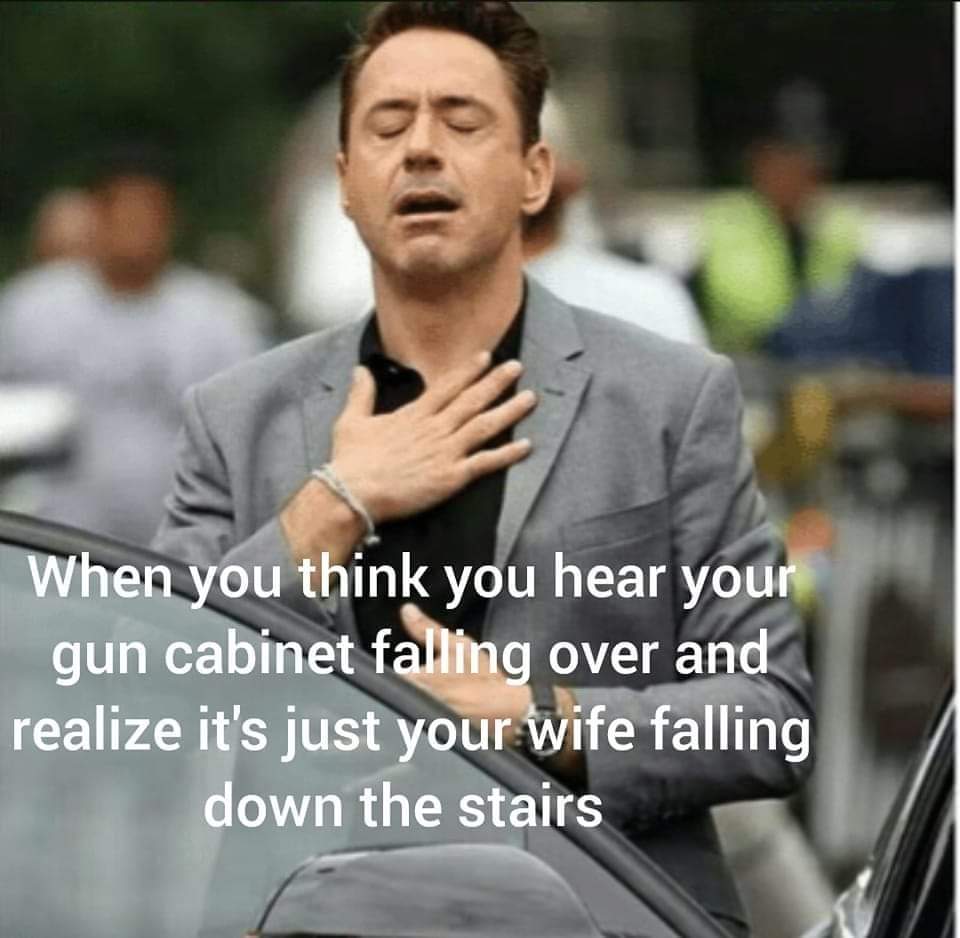 When you think you hear your
gun cabinet falling over and
realize it's just your wife falling
down the stairs